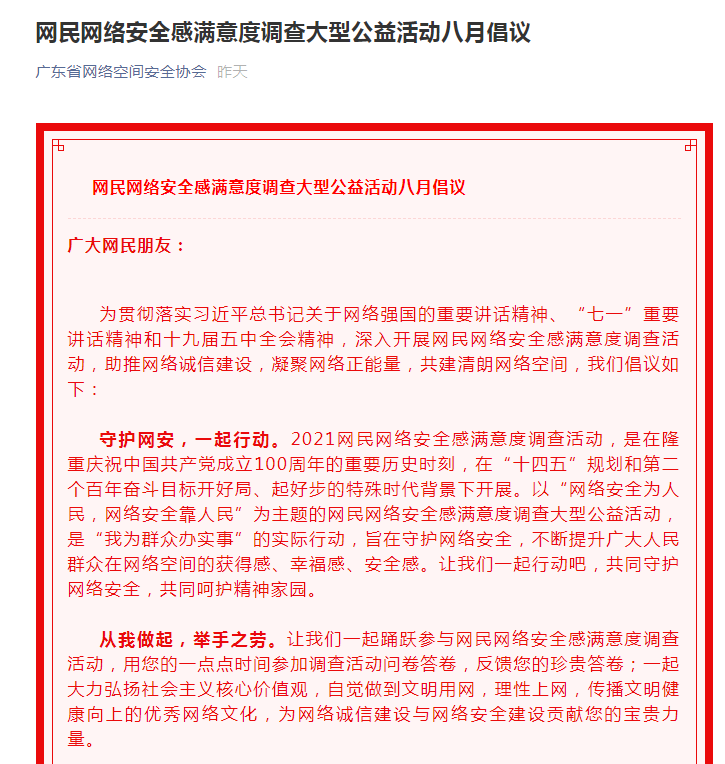 网民网络安全感满意度调查大型公益活动八月倡议
广东省网络空间安全协会 昨天
网民网络安全感满意度调查大型公益活动八月倡议
广大网民朋友：
为贯彻落实习近平总书记关于网络强国的重要讲话精神、“七一”重要
讲话精神和十九届五中全会精神，深入开展网民网络安全感满意度调查活
动，助推网络诚信建设，凝聚网络正能量，共建清朗网络空间，我们倡议如
下：
守护网安，一起行动。2021网民网络安全感满意度调查活动，是在隆
重庆祝中国共产党成立100周年的重要历史时刻，在“十四五”规划和第二
个百年奋斗目标开好局、起好步的特殊时代背景下开展。以“网络安全为人
民，网络安全靠人民”为主题的网民网络安全感满意度调查大型公益活动，
是“我为群众办实事”的实际行动，旨在守护网络安全，不断提升广大人民
群众在网络空间的获得感、幸福感、安全感。让我们一起行动吧，共同守护
网络安全，共同呵护精神家园。
从我做起，举手之劳。让我们一起踊跃参与网民网络安全感满意度调查
活动，用您的一点点时间参加调查活动问卷答卷，反馈您的珍贵答卷；一起
大力弘扬社会主义核心价值观，自觉做到文明用网，理性上网，传播文明健
康向上的优秀网络文化，为网络诚信建设与网络安全建设贡献您的宝贵力
量。